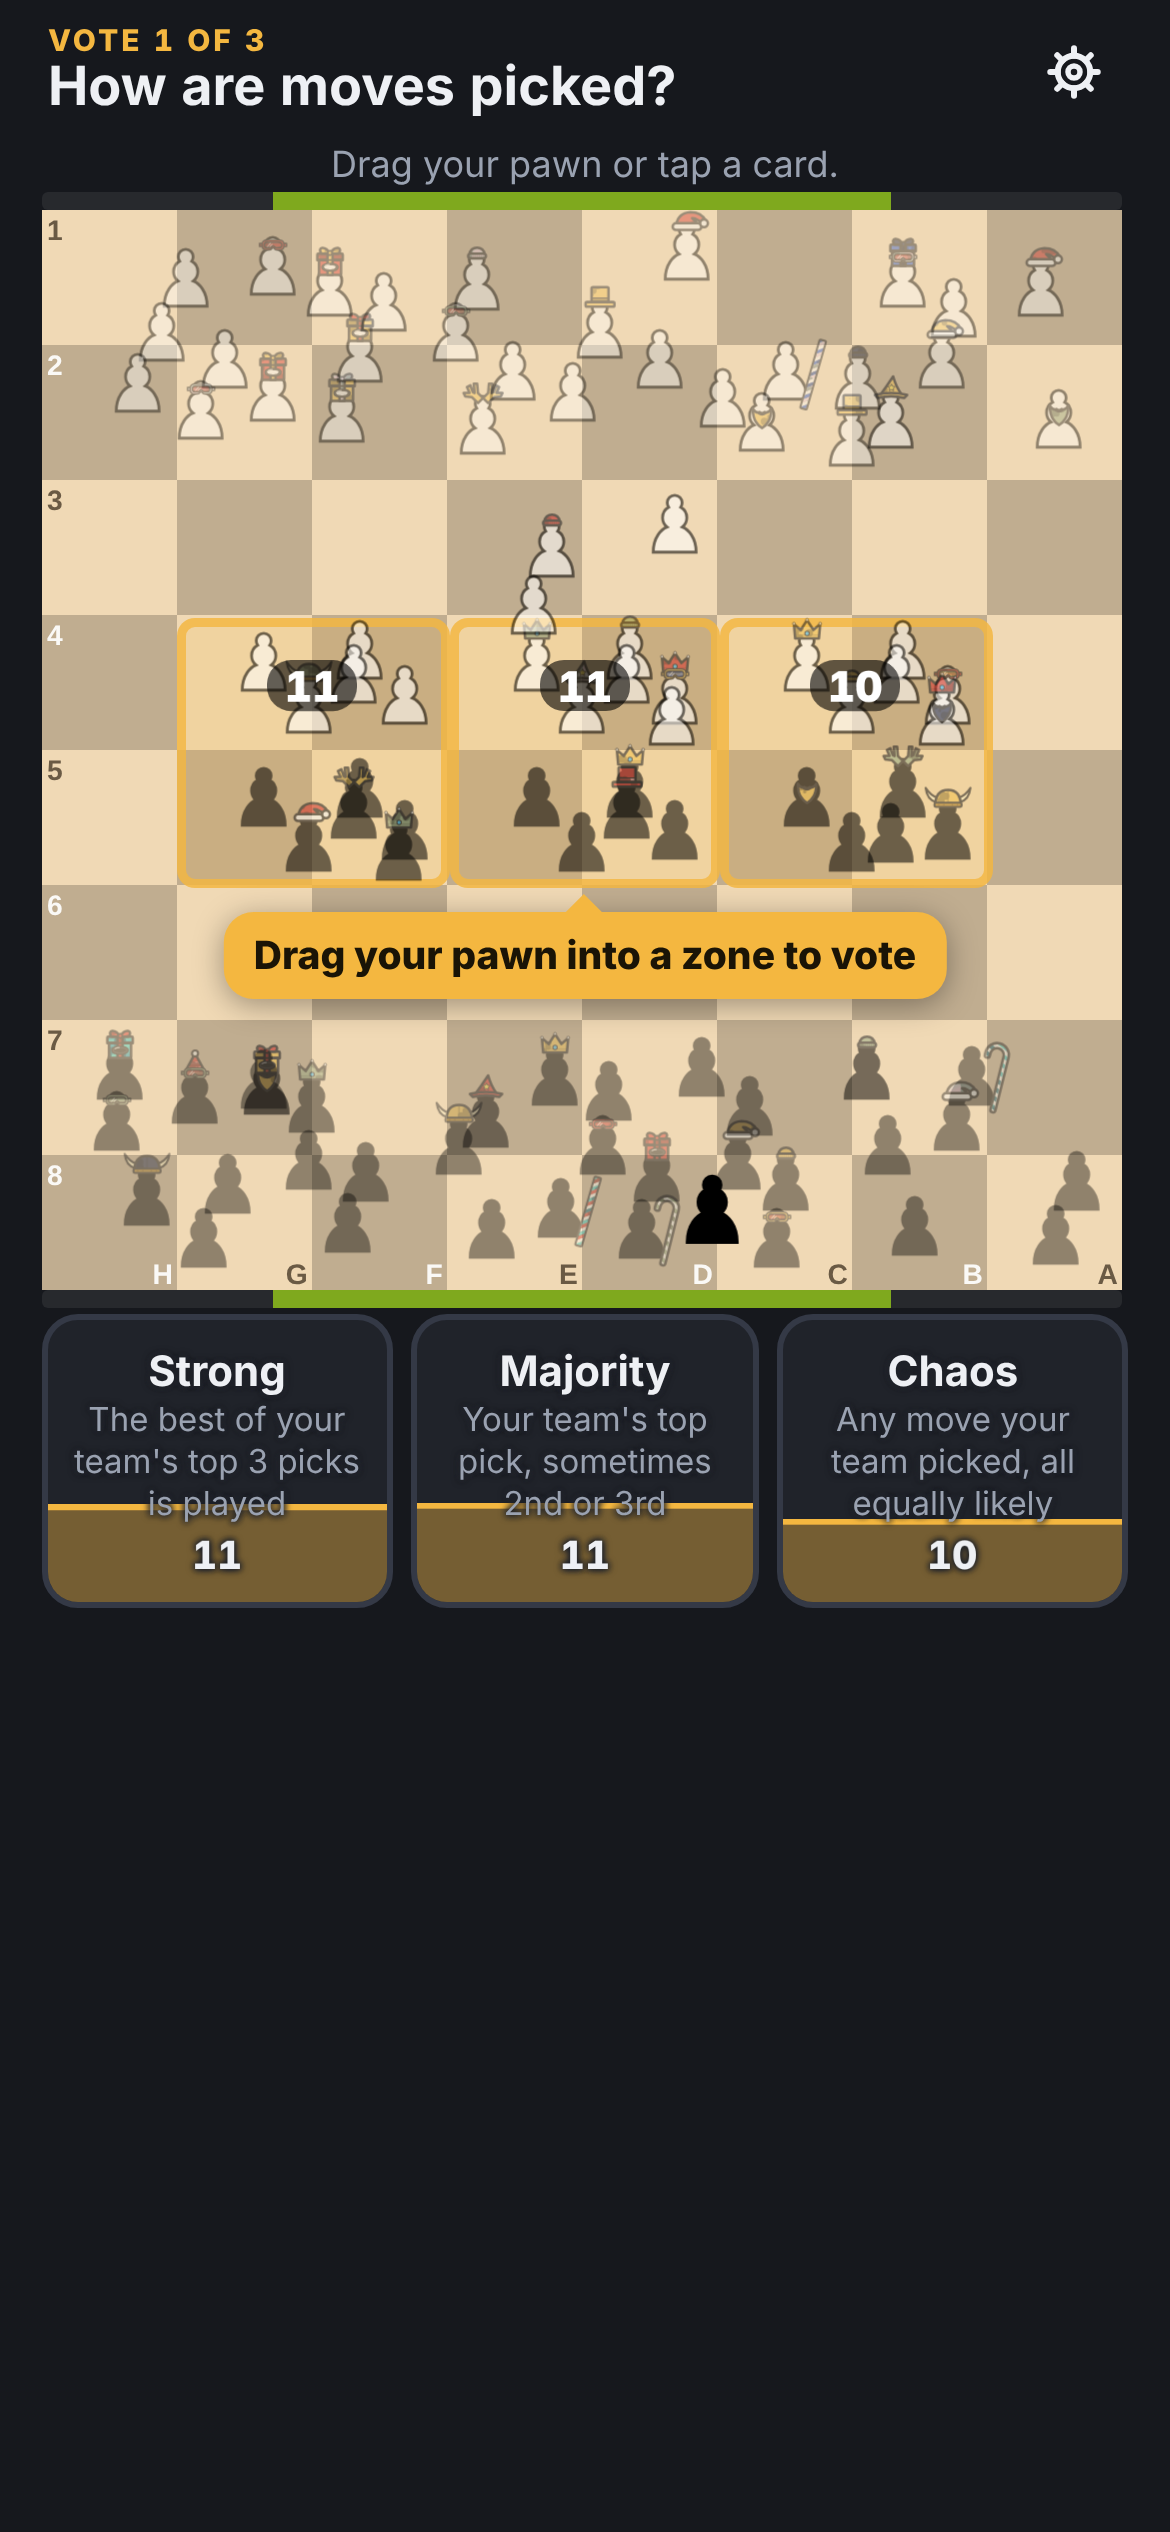 VOTE 1 OF 3
How are moves picked?
Drag your pawn or tap a card.
1
2
3
4
11
11
10
5
6
Drag your pawn into a zone to vote
7
8
H
G
F
E
D
C
B
A
Strong
The best of your
team's top 3 picks
is played
11
Majority
Your team's top
pick, sometimes
2nd or 3rd
11
Chaos
Any move your
team picked, all
equally likely
10